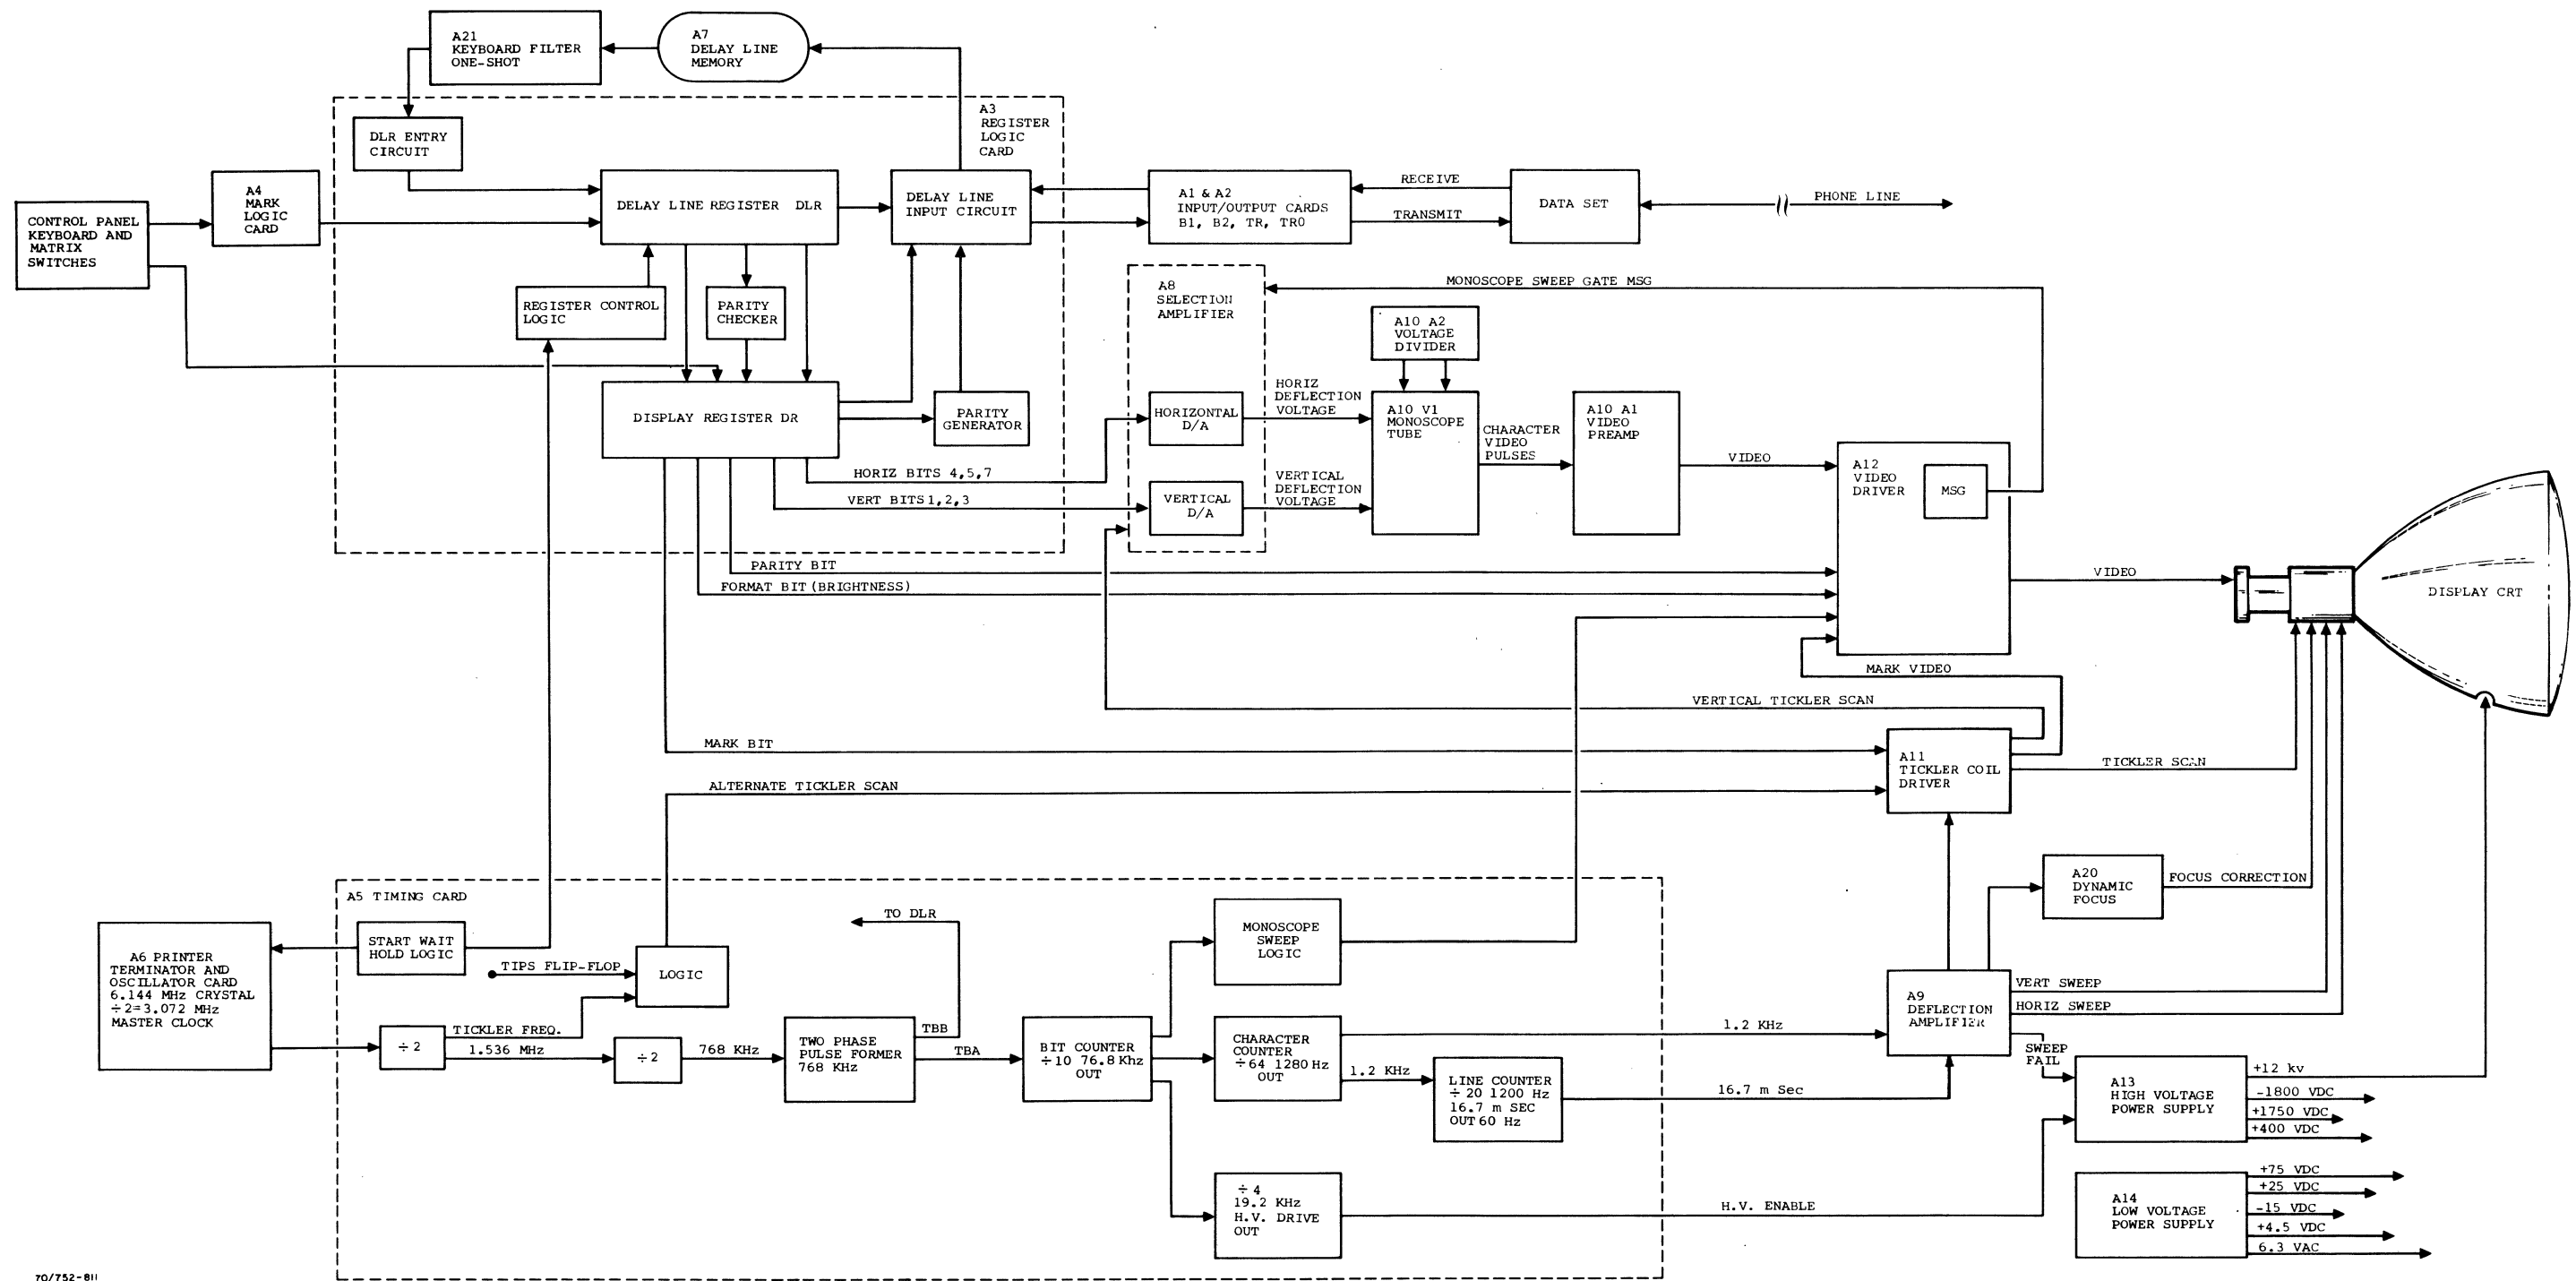 A21
KEYBOARD FILTER
ONE-SHOT
A7
DELAY LINE
MEMORY
A3
REGISTER
LOGIC
CARD
DLR ENTRY
CIRCUIT
CONTROL PANEL
KEYBOARD AND
MATRIX
SWITCHES
A4
MARK
LOGIC
CARD
DELAY LINE REGISTER DLR
DELAY LINE
INPUT CIRCUIT
A1 & A2
INPUT/OUTPUT CARDS
B1, B2, TR, TRO
RECEIVE
TRANSMIT
DATA SET
PHONE LINE
REGISTER CONTROL
LOGIC
PARITY
CHECKER
DISPLAY REGISTER DR
PARITY
GENERATOR
A8
SELECTION
AMPLIFIER
MONOSCOPE SWEEP GATE MSG
HORIZONTAL
D/A
VERTICAL
D/A
HORIZ
DEFLECTION
VOLTAGE
VERTICAL
DEFLECTION
VOLTAGE
A10 A2
VOLTAGE
DIVIDER
A10 V1
MONOSCOPE
TUBE
CHARACTER
VIDEO
PULSES
A10 A1
VIDEO
PREAMP
VIDEO
A12
VIDEO
DRIVER
MSG
HORIZ BITS 4,5,7
VERT BITS 1,2,3
PARITY BIT
FORMAT BIT (BRIGHTNESS)
VIDEO
DISPLAY CRT
MARK VIDEO
VERTICAL TICKLER SCAN
MARK BIT
A11
TICKLER COIL
DRIVER
TICKLER SCAN
ALTERNATE TICKLER SCAN
A20
DYNAMIC
FOCUS
FOCUS CORRECTION
A5 TIMING CARD
A6 PRINTER
TERMINATOR AND
OSCILLATOR CARD
6.144 MHz CRYSTAL
÷2=3.072 MHz
MASTER CLOCK
START WAIT
HOLD LOGIC
TIPS FLIP-FLOP
LOGIC
TO DLR
MONOSCOPE
SWEEP
LOGIC
÷2
TICKLER FREQ.
1.536 MHz
÷2
768 KHz
TWO PHASE
PULSE FORMER
768 KHz
TBB
TBA
BIT COUNTER
÷10 76.8 Khz
OUT
CHARACTER
COUNTER
÷64 1280 Hz
OUT
1.2 KHz
1.2 KHz
LINE COUNTER
÷20 1200 Hz
16.7 m SEC
OUT 60 Hz
16.7 m Sec
A9
DEFLECTION
AMPLIFIER
VERT SWEEP
HORIZ SWEEP
SWEEP
FAIL
÷4
19.2 KHz
H.V. DRIVE
OUT
H.V. ENABLE
A13
HIGH VOLTAGE
POWER SUPPLY
+12 kv
-1800 VDC
+1750 VDC
+400 VDC
A14
LOW VOLTAGE
POWER SUPPLY
+75 VDC
+25 VDC
-15 VDC
+4.5 VDC
6.3 VAC
70/752-811